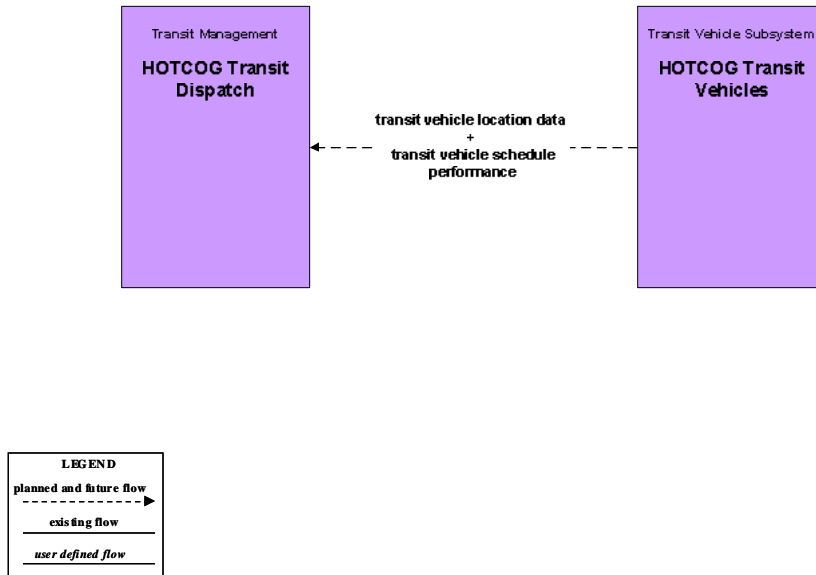 Transit Management
HOTCOG Transit
Dispatch
Transit Vehicle Subsystem
HOTCOG Transit
Vehicles
transit vehicle location data
+
transit vehicle schedule
performance
LEGEND
planned and future flow
existing flow
user defined flow